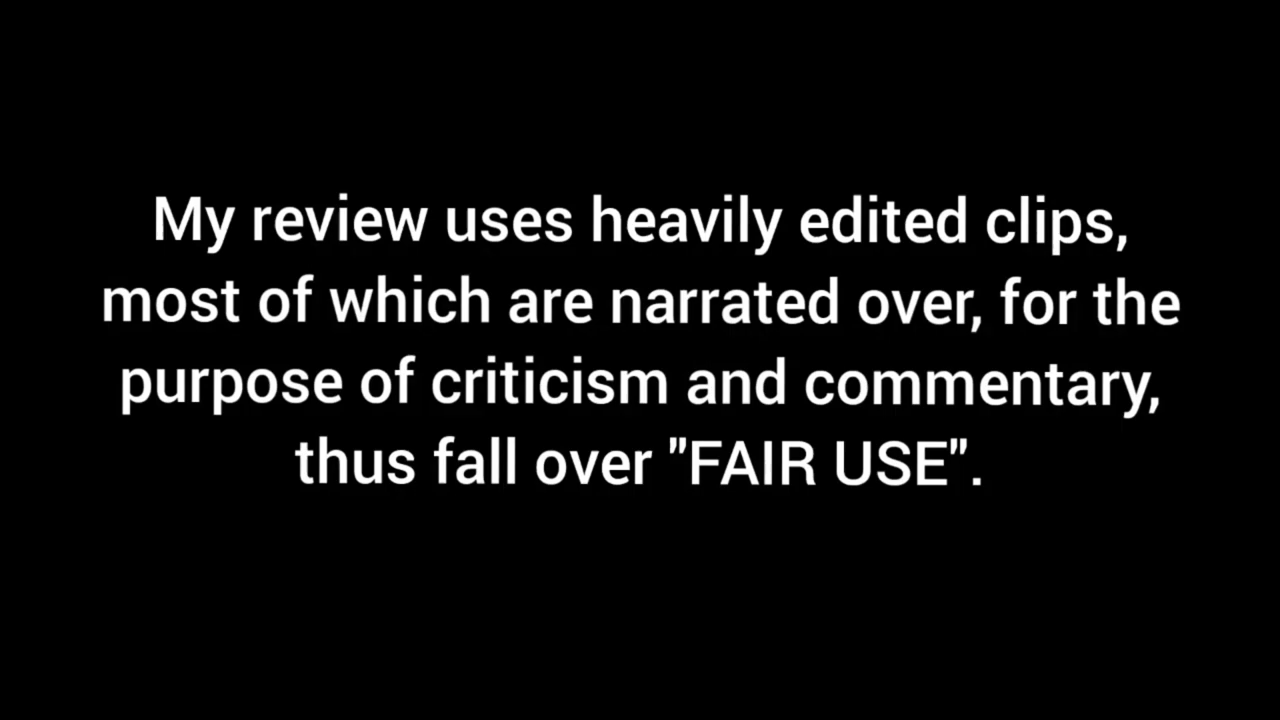 My review uses heavily edited clips,
most of which are narrated over, for the
purpose of criticism and commentary,
thus fall over "FAIR USE".